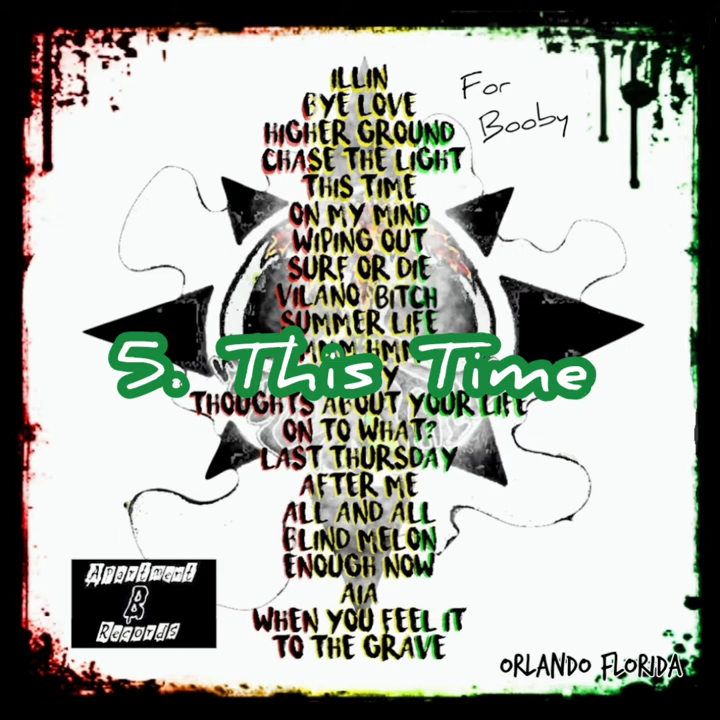 For
Booby
ILLIN
BYE LOVE
HIGHER GROUND
CHASE THE LIGHT
THIS TIME
ON MY MIND
WIPING OUT
SURF OR DIE
VILANO BITCH
SUMMER LIFE
5. This Time
THOUGHTS ABOUT YOUR LIFE
ON TO WHAT?
LAST THURSDAY
AFTER ME
ALL AND ALL
BLIND MELON
ENOUGH NOW
AIA
WHEN YOU FEEL IT
TO THE GRAVE
Apartment
B
Records
ORLANDO FLORIDA